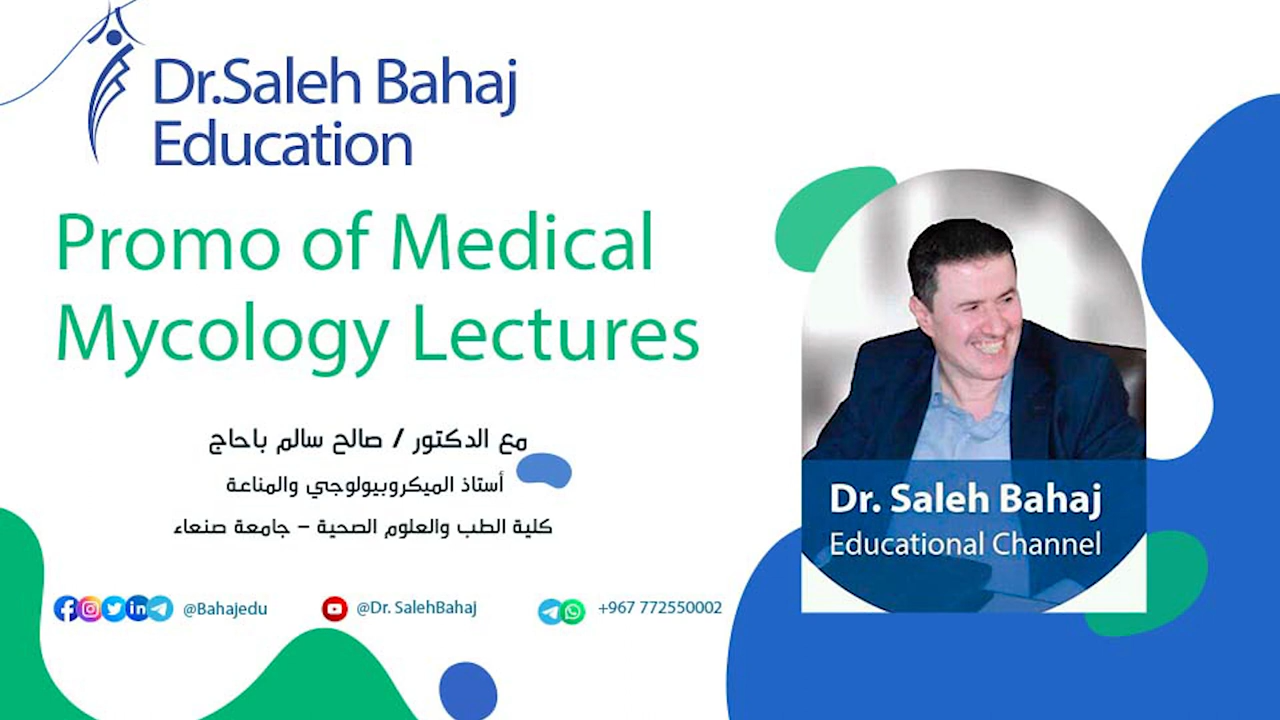 Dr.Saleh Bahaj
Education
Promo of Medical
Mycology Lectures
مع الدكتور / صالح سالم باحاج
أستاذ الميكروبيولوجي والمناعة
كلية الطب والعلوم الصحية – جامعة صنعاء
@Bahajedu
@Dr. SalehBahaj
+967 772550002
Dr. Saleh Bahaj
Educational Channel